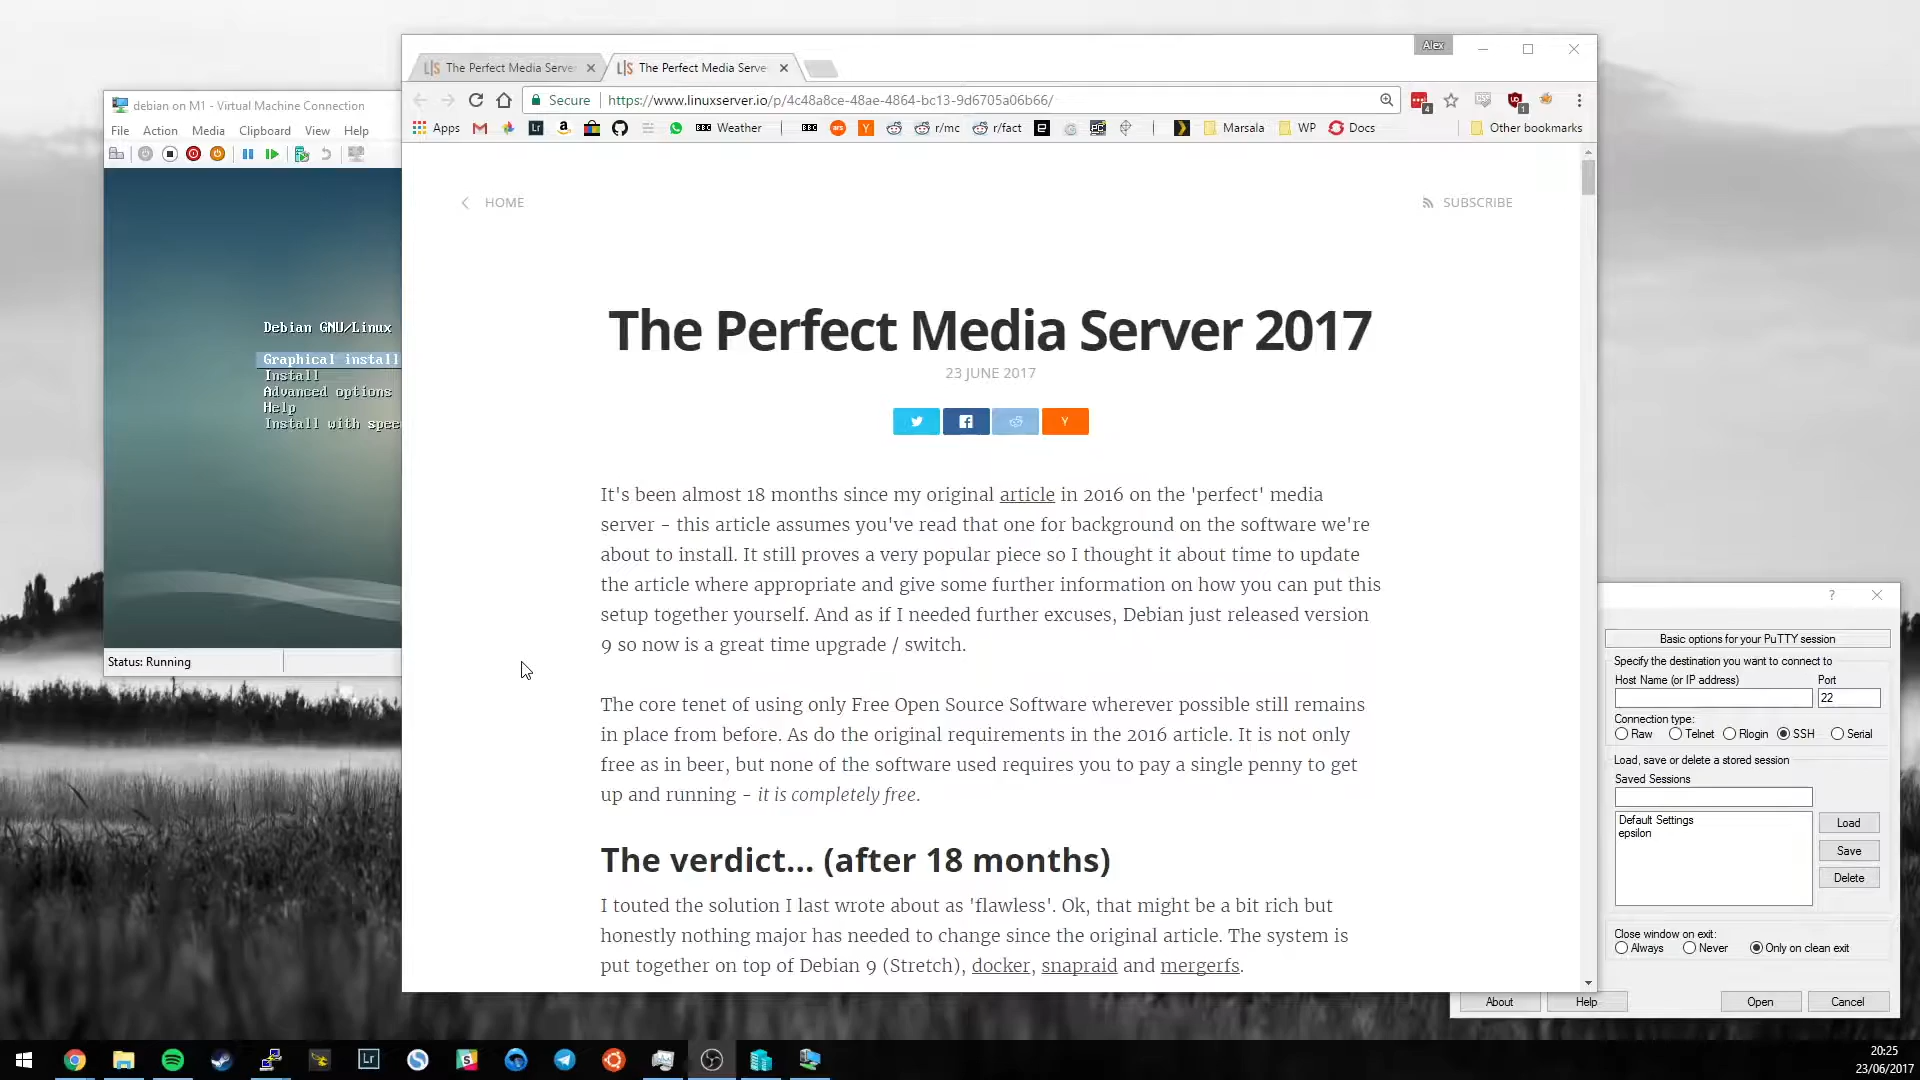 Alex
The Perfect Media Serve
The Perfect Media Serve
Secure
https://www.linuxserver.io/p/4c48a8ce-48ae-4864-bc13-9d6705a06b66/
Apps
BBC Weather
BBC
r/mc
r/fact
Marsala
WP
Docs
Other bookmarks
debian on M1 - Virtual Machine Connection
File Action Media Clipboard View Help
Debian GNU/Linux
Graphical install
Install
Advanced options
Help
Install with spee
Status: Running
HOME
SUBSCRIBE
The Perfect Media Server 2017
23 JUNE 2017
It's been almost 18 months since my original article in 2016 on the 'perfect' media
server - this article assumes you've read that one for background on the software we're
about to install. It still proves a very popular piece so I thought it about time to update
the article where appropriate and give some further information on how you can put this
setup together yourself. And as if I needed further excuses, Debian just released version
9 so now is a great time upgrade / switch.
The core tenet of using only Free Open Source Software wherever possible still remains
in place from before. As do the original requirements in the 2016 article. It is not only
free as in beer, but none of the software used requires you to pay a single penny to get
up and running - it is completely free.
The verdict... (after 18 months)
I touted the solution I last wrote about as 'flawless'. Ok, that might be a bit rich but
honestly nothing major has needed to change since the original article. The system is
put together on top of Debian 9 (Stretch), docker, snapraid and mergerfs.
Basic options for your PuTTY session
Specify the destination you want to connect to
Host Name (or IP address) Port
22
Connection type:
Raw Telnet Rlogin SSH Serial
Load, save or delete a stored session
Saved Sessions
Default Settings
epsilon
Load
Save
Delete
Close window on exit:
Always Never Only on clean exit
About Help Open Cancel
20:25
23/06/2017